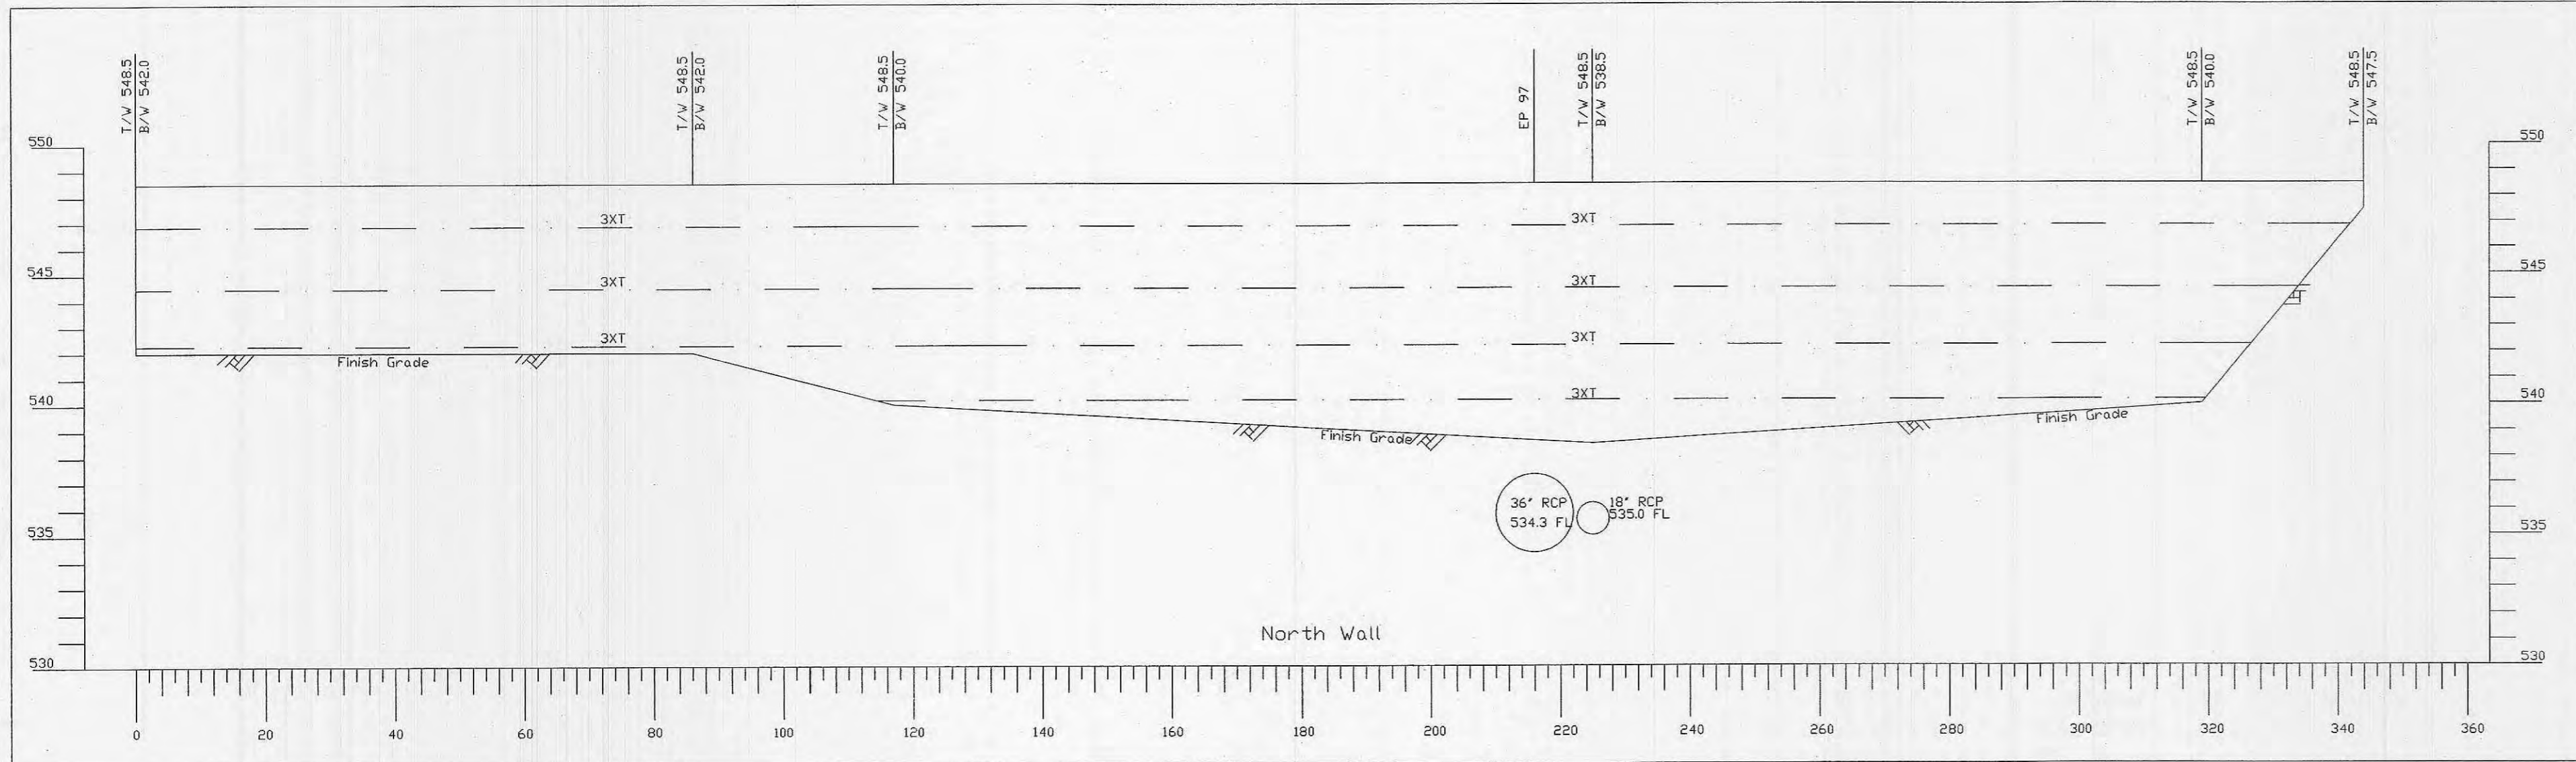 T/W 548.5
B/W 542.0
T/W 548.5
B/W 542.0
T/W 548.5
B/W 540.0
EP 97
T/W 548.5
B/W 538.5
T/W 548.5
B/W 540.0
T/W 548.5
B/W 547.5
550
550
3XT
3XT
545
545
3XT
3XT
3XT
3XT
Finish Grade
3XT
540
540
Finish Grade
Finish Grade
36" RCP
534.3 FL
18" RCP
535.0 FL
535
535
North Wall
530
530
0 20 40 60 80 100 120 140 160 180 200 220 240 260 280 300 320 340 360